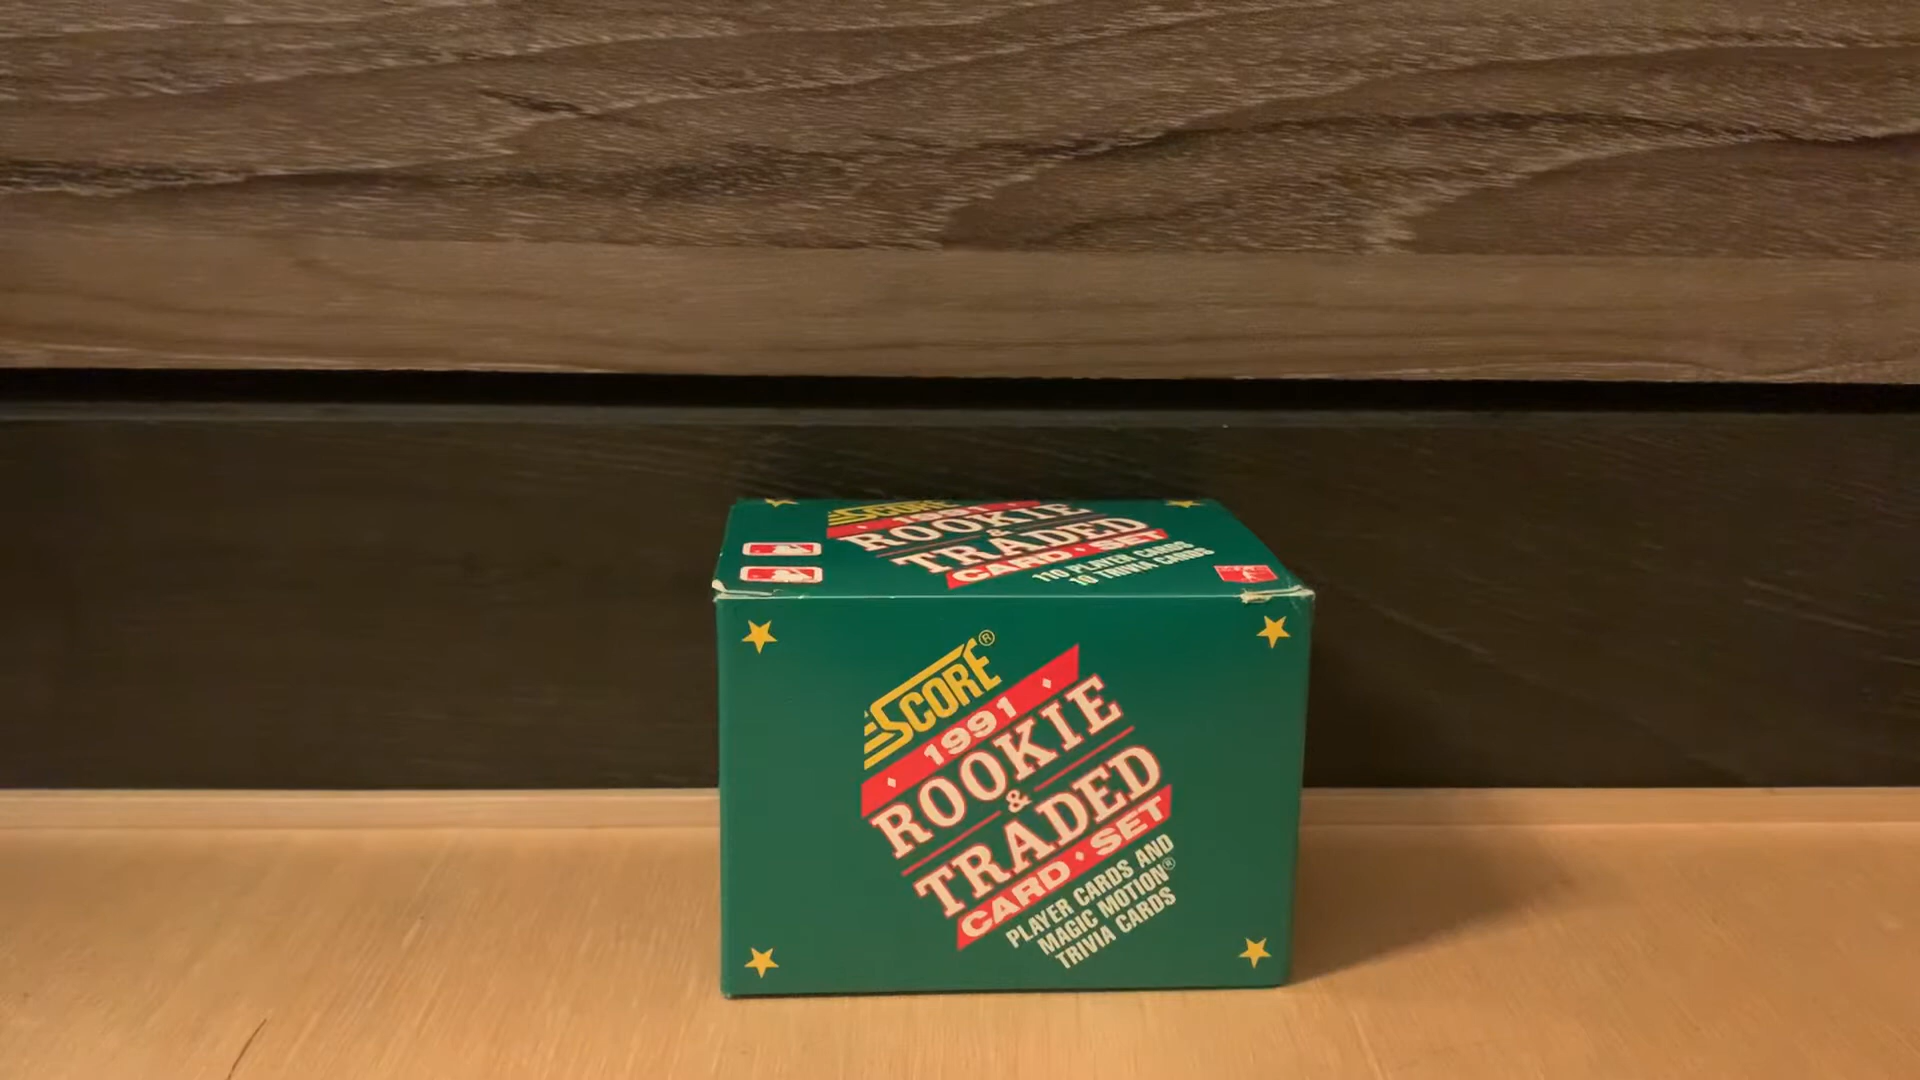 SCORE
1991
ROOKIE
&
TRADED
CARD • SET
110 PLAYER CARDS
10 TRIVIA CARDS
SCORE®
1991
ROOKIE
&
TRADED
CARD • SET
PLAYER CARDS AND
MAGIC MOTION®
TRIVIA CARDS